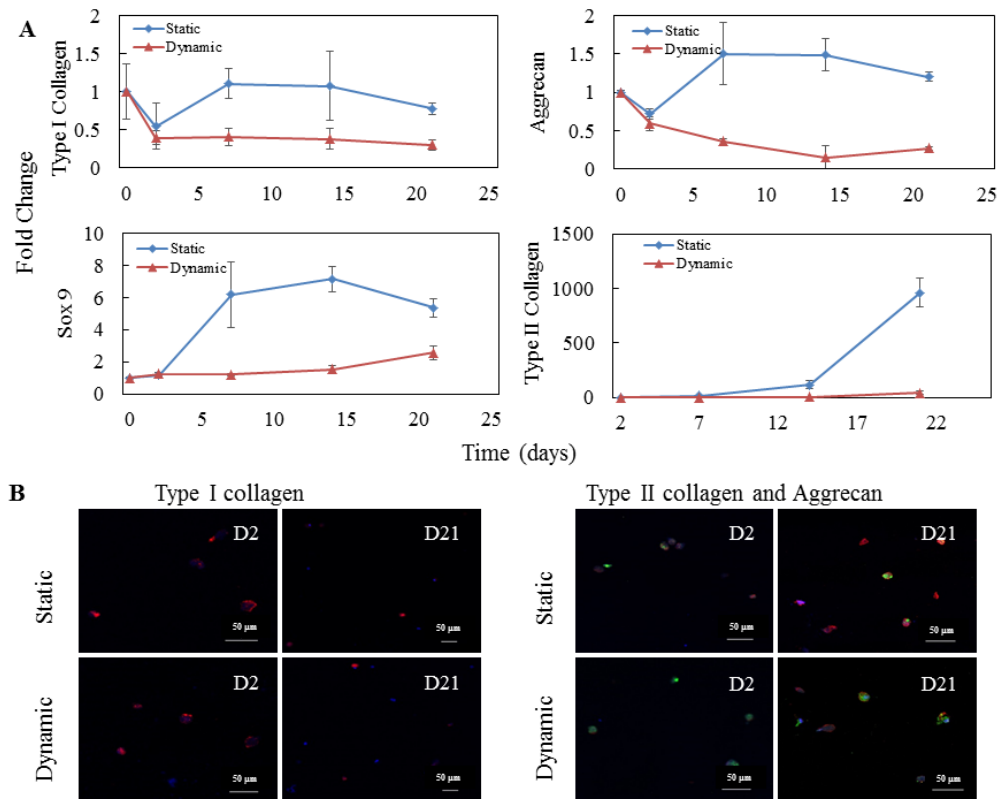 A
Fold Change
Type I Collagen
2
1.5
1
0.5
0
Static
Dynamic
0 5 10 15 20 25
Aggrecan
2
1.5
1
0.5
0
Static
Dynamic
0 5 10 15 20 25
Sox 9
10
8
6
4
2
0
Static
Dynamic
0 5 10 15 20 25
Type II Collagen
1500
1000
500
0
Static
Dynamic
2 7 12 17 22
Time (days)
B
Type I collagen
Type II collagen and Aggrecan
Static
D2
50 µm
D21
50 µm
Static
D2
50 µm
D21
50 µm
Dynamic
D2
50 µm
D21
50 µm
Dynamic
D2
50 µm
D21
50 µm